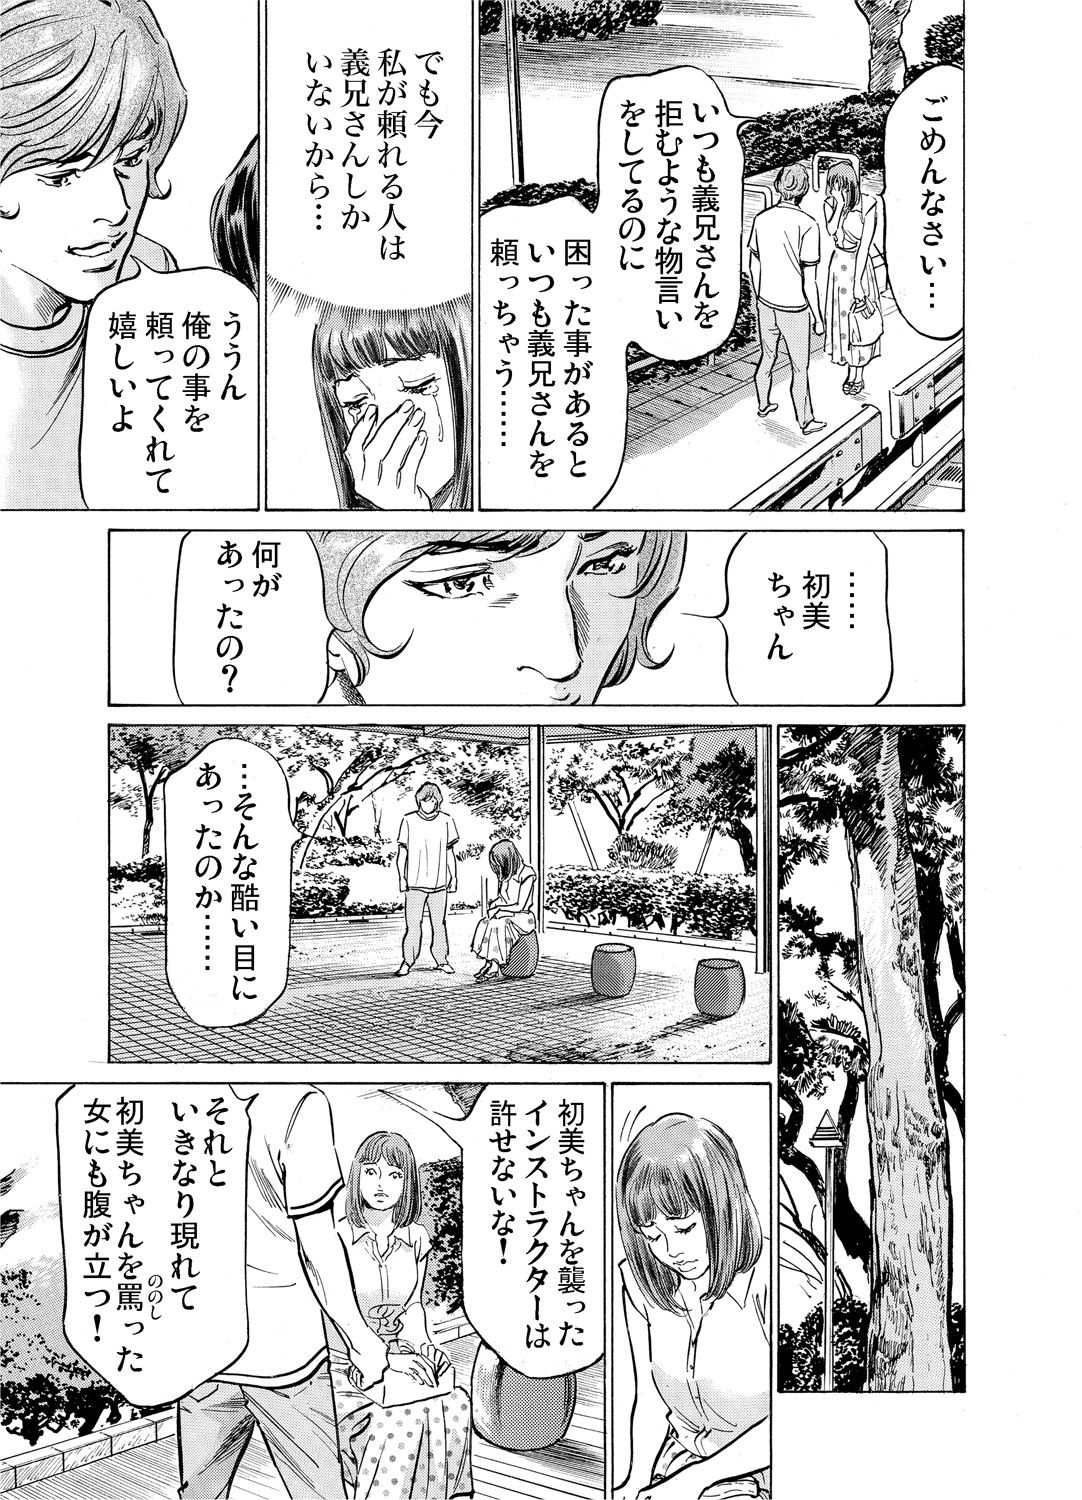 ごめんなさい…
いつも義兄さんを
拒むような物言い
をしてるのに
困った事があると
いつも義兄さんを
頼っちゃう……
でも今
私が頼れる人は
義兄さんしか
いないから…
ううん
俺の事を
頼ってくれて
嬉しいよ
……
初美
ちゃん
何が
あったの？
…そんな酷い目に
あったのか……
初美ちゃんを襲った
インストラクターは
許せないな！
それと
いきなり現れて
初美ちゃんを罵った
ののし
女にも腹が立つ！